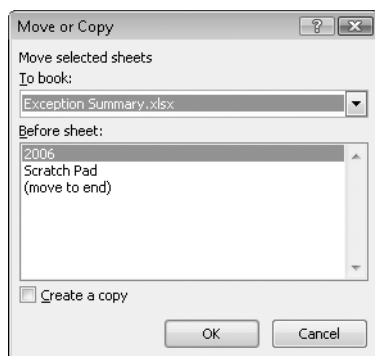 Move or Copy
Move selected sheets
To book:
Exception Summary.xlsx
Before sheet:
2006
Scratch Pad
(move to end)
Create a copy
OK Cancel